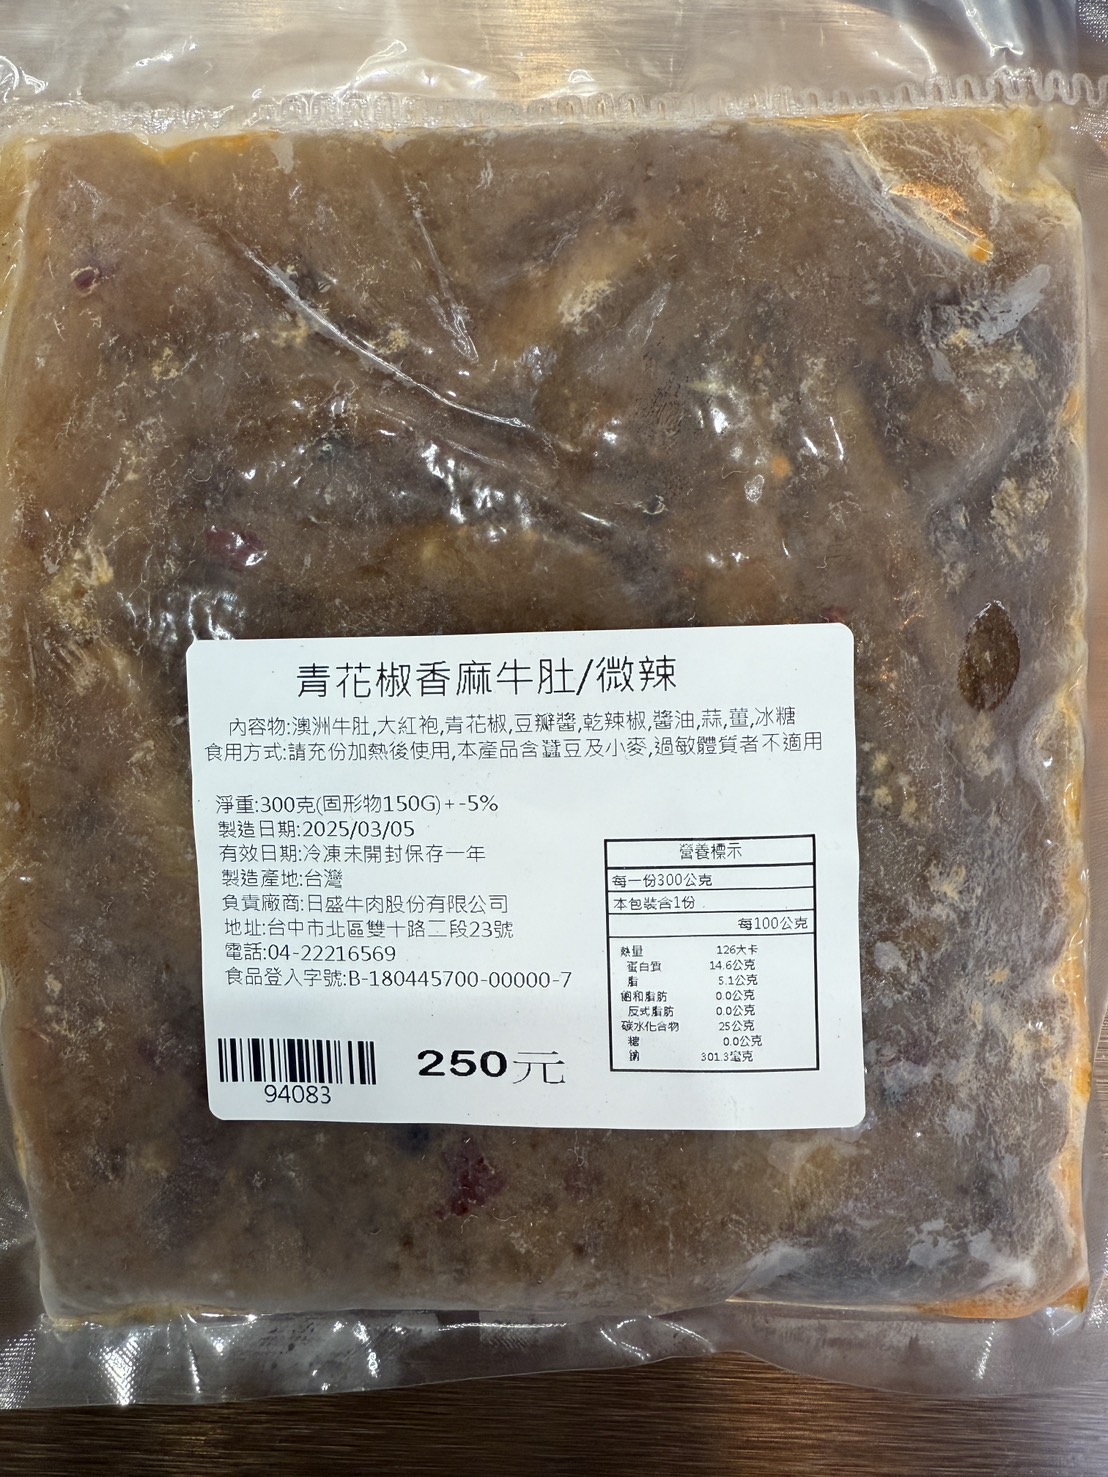 青花椒香麻牛肚/微辣
內容物:澳洲牛肚,大紅袍,青花椒,豆瓣醬,乾辣椒,醬油,蒜,薑,冰糖
食用方式:請充份加熱後使用,本產品含蠶豆及小麥,過敏體質者不適用
淨重:300克(固形物150G)+-5%
製造日期:2025/03/05
有效日期:冷凍未開封保存一年
製造產地:台灣
負責廠商:日盛牛肉股份有限公司
地址:台中市北區雙十路二段23號
電話:04-22216569
食品登入字號:B-180445700-00000-7
94083
250元
營養標示
每一份300公克
本包裝含1份
每100公克
熱量 126大卡
蛋白質 14.6公克
脂 5.1公克
飽和脂肪 0.0公克
反式脂肪 0.0公克
碳水化合物 25公克
糖 0.0公克
鈉 301.3毫克